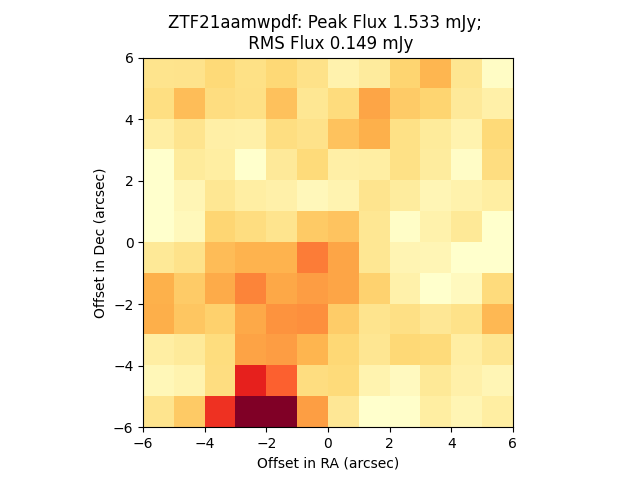 ZTF21aamwpdf: Peak Flux 1.533 mJy;
RMS Flux 0.149 mJy
6
4
2
0
−2
−4
−6
Offset in Dec (arcsec)
−6 −4 −2 0 2 4 6
Offset in RA (arcsec)